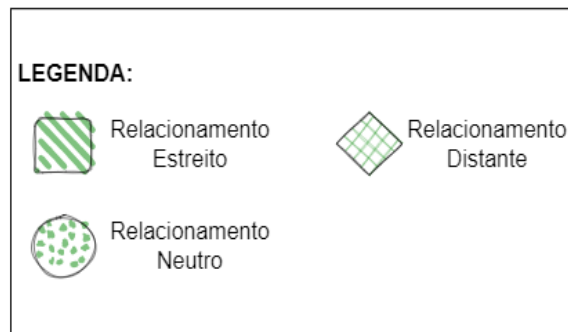 LEGENDA:
Relacionamento
Estreito
Relacionamento
Distante
Relacionamento
Neutro